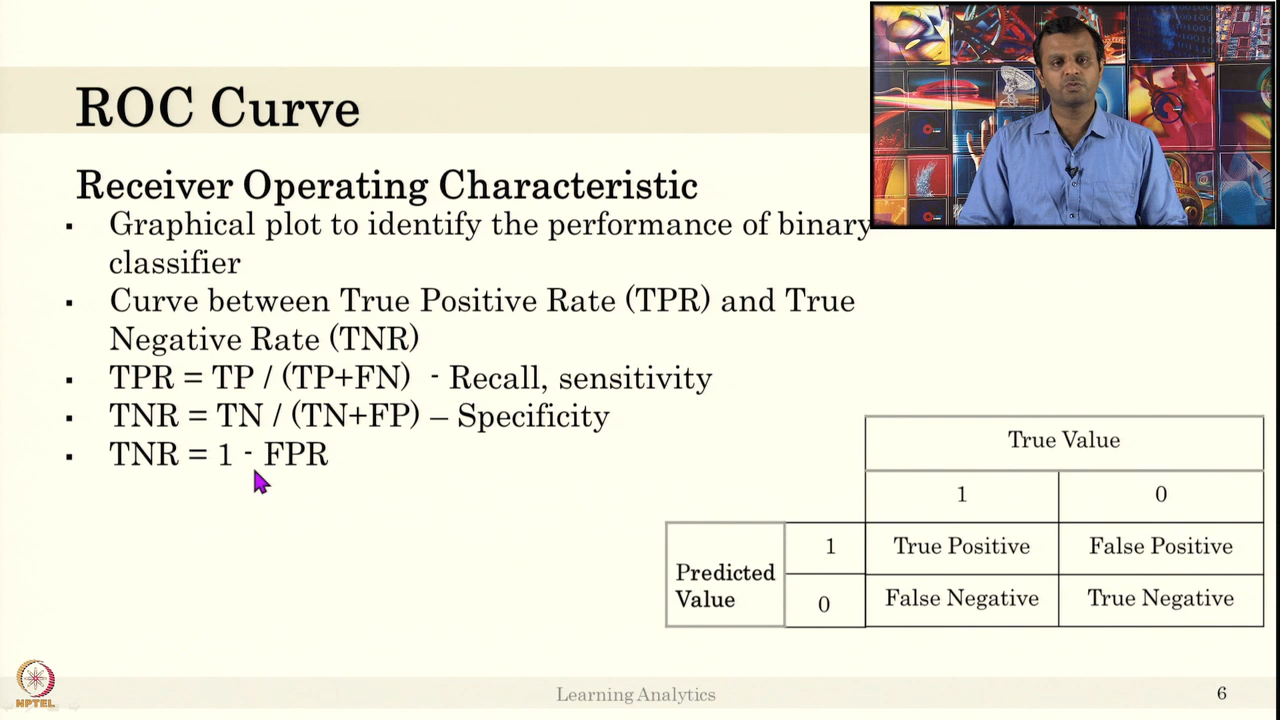 ROC Curve
Receiver Operating Characteristic
▪ Graphical plot to identify the performance of binary
classifier
▪ Curve between True Positive Rate (TPR) and True
Negative Rate (TNR)
▪ TPR = TP / (TP+FN) - Recall, sensitivity
▪ TNR = TN / (TN+FP) – Specificity
▪ TNR = 1 - FPR
True Value
1 0
Predicted Value
1 True Positive False Positive
0 False Negative True Negative
NPTEL
Learning Analytics
6